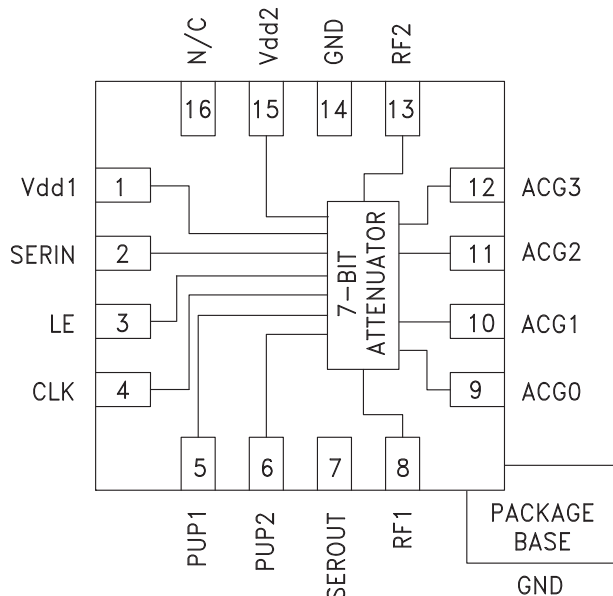 N/C
Vdd2
GND
RF2
16
15
14
13
Vdd1
1
12
ACG3
SERIN
2
11
ACG2
7-BIT
ATTENUATOR
LE
3
10
ACG1
CLK
4
9
ACG0
5
6
7
8
PUP1
PUP2
SEROUT
RF1
PACKAGE
BASE
GND